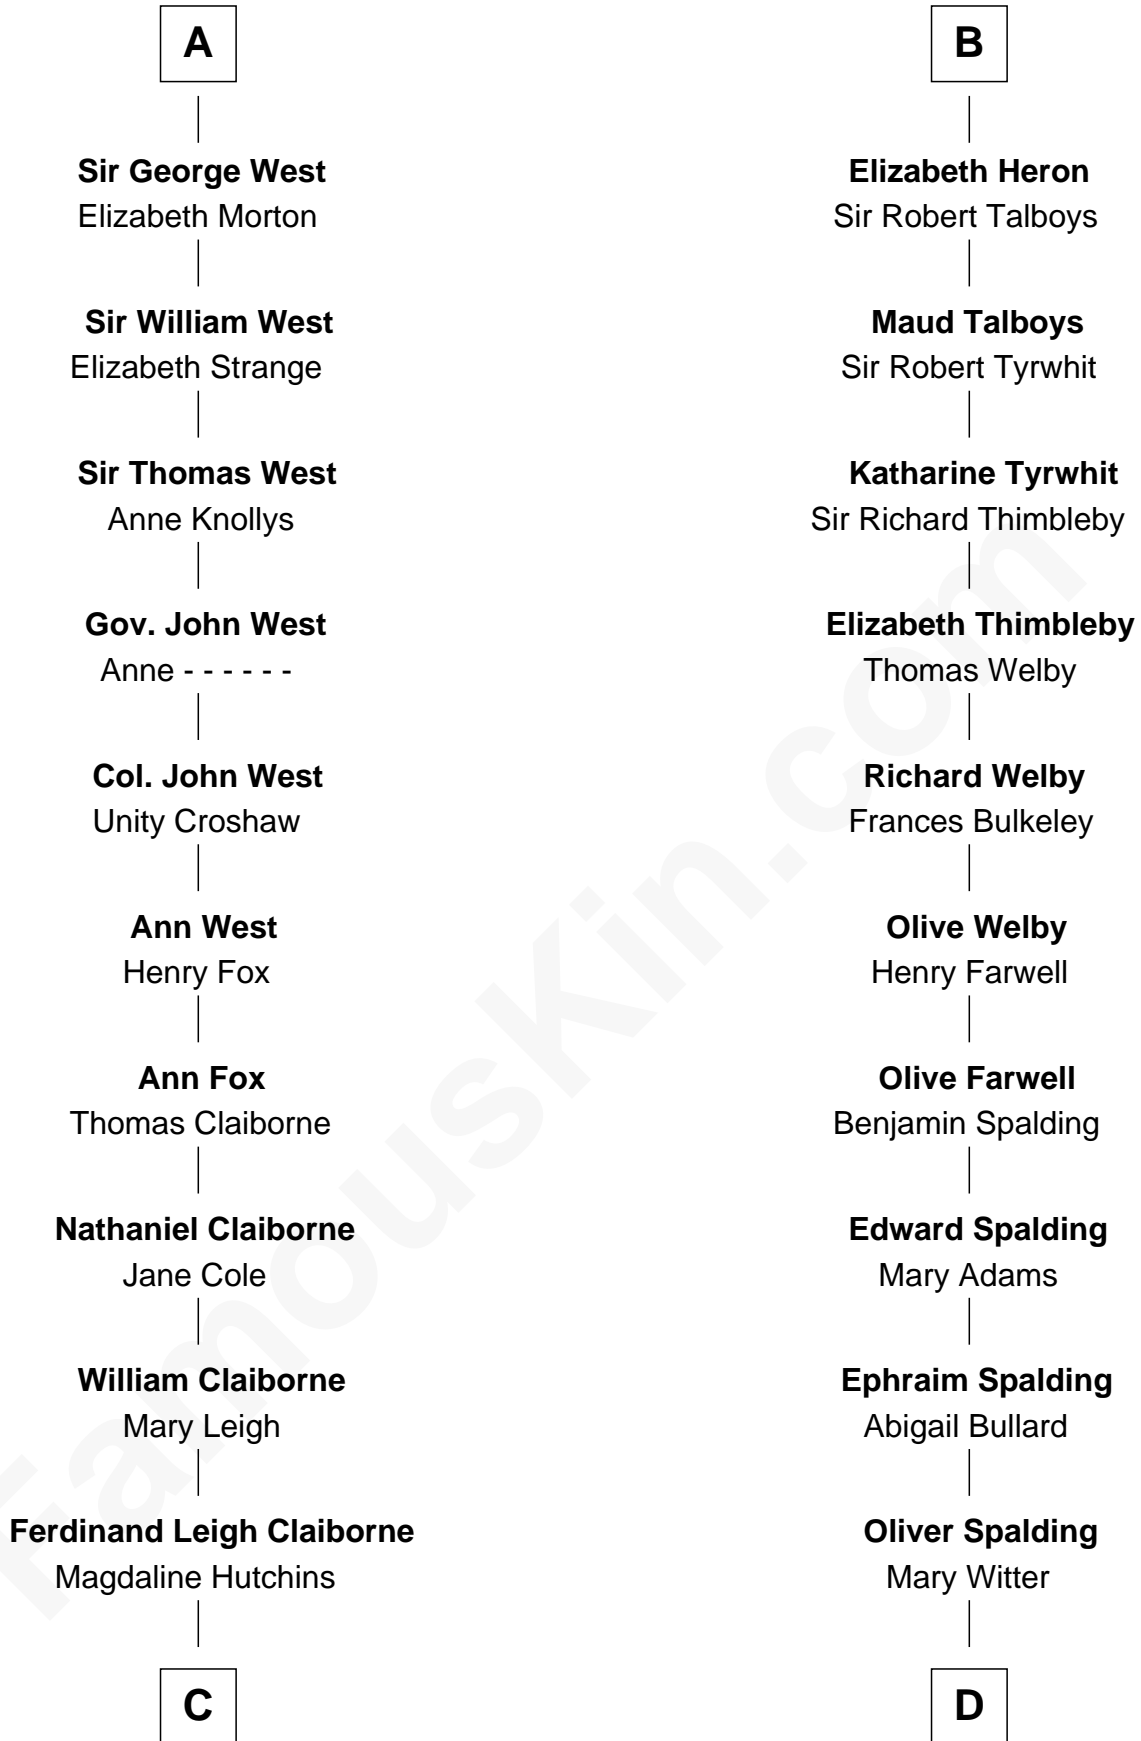 A
Sir George West
Elizabeth Morton
Sir William West
Elizabeth Strange
Sir Thomas West
Anne Knollys
Gov. John West
Anne - - - - - -
Col. John West
Unity Croshaw
Ann West
Henry Fox
Ann Fox
Thomas Claiborne
Nathaniel Claiborne
Jane Cole
William Claiborne
Mary Leigh
Ferdinand Leigh Claiborne
Magdaline Hutchins
C
B
Elizabeth Heron
Sir Robert Talboys
Maud Talboys
Sir Robert Tyrwhit
Katharine Tyrwhit
Sir Richard Thimbleby
Elizabeth Thimbleby
Thomas Welby
Richard Welby
Frances Bulkeley
Olive Welby
Henry Farwell
Olive Farwell
Benjamin Spalding
Edward Spalding
Mary Adams
Ephraim Spalding
Abigail Bullard
Oliver Spalding
Mary Witter
D
FamousKin.com